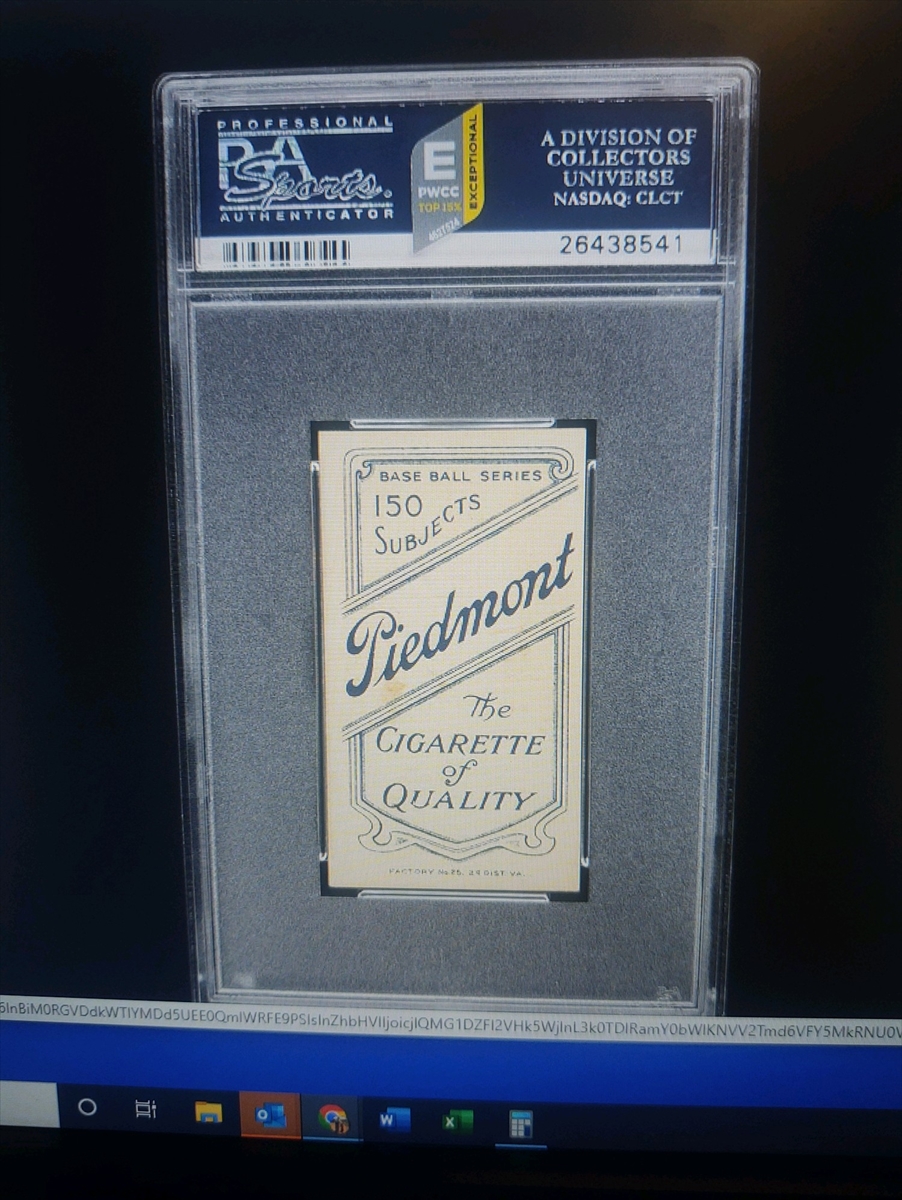 PROFESSIONAL
PSA
Sports.
AUTHENTICATOR
E
PWCC
TOP 15%
EXCEPTIONAL
A DIVISION OF
COLLECTORS
UNIVERSE
NASDAQ: CLCT
26438541
BASE BALL SERIES
150
SUBJECTS
Piedmont
The
CIGARETTE
of
QUALITY
FACTORY No 25, 2d DIST. VA.
W
X